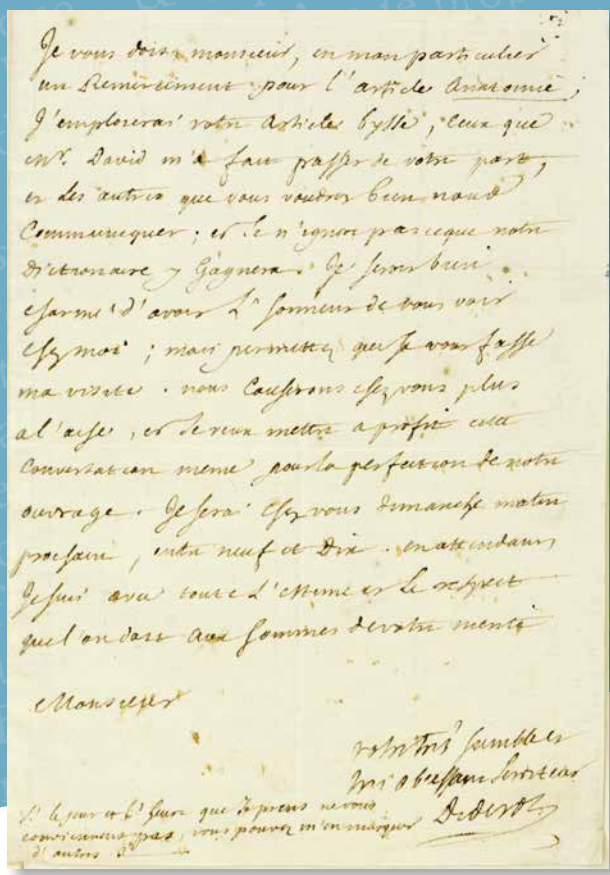 Je vous dois, monsieur, en mon particulier
un Remerciment pour l'article Anatomie;
J'emploierai votre article bysse, ceux que
mr. David m'a fait passer de votre part,
et les autres que vous voudrez bien nous
Communiquer; et Je n'ignore pas ce que notre
Dictionaire y Gagnera. Je serois bien
charmé d'avoir L'honneur de vous voir
chez moi; mais permettez que Je vous fasse
ma visite. nous Causerons chez vous plus
a l'aise, et Je veux mettre a profit cette
Conversation meme pour la perfection de notre
ouvrage. Je serai chez vous dimanche matin
prochain, entre neuf et Dix. en attendant,
Je suis avec toute L'estime et Le respect
que l'on doit aux hommes de votre merite
Monsieur
votre très humble et
très obeissant serviteur
Diderot
Si le jour et l'heure que Je prens ne vous
conviennent pas, vous pouvez m'en marquer
d'autres